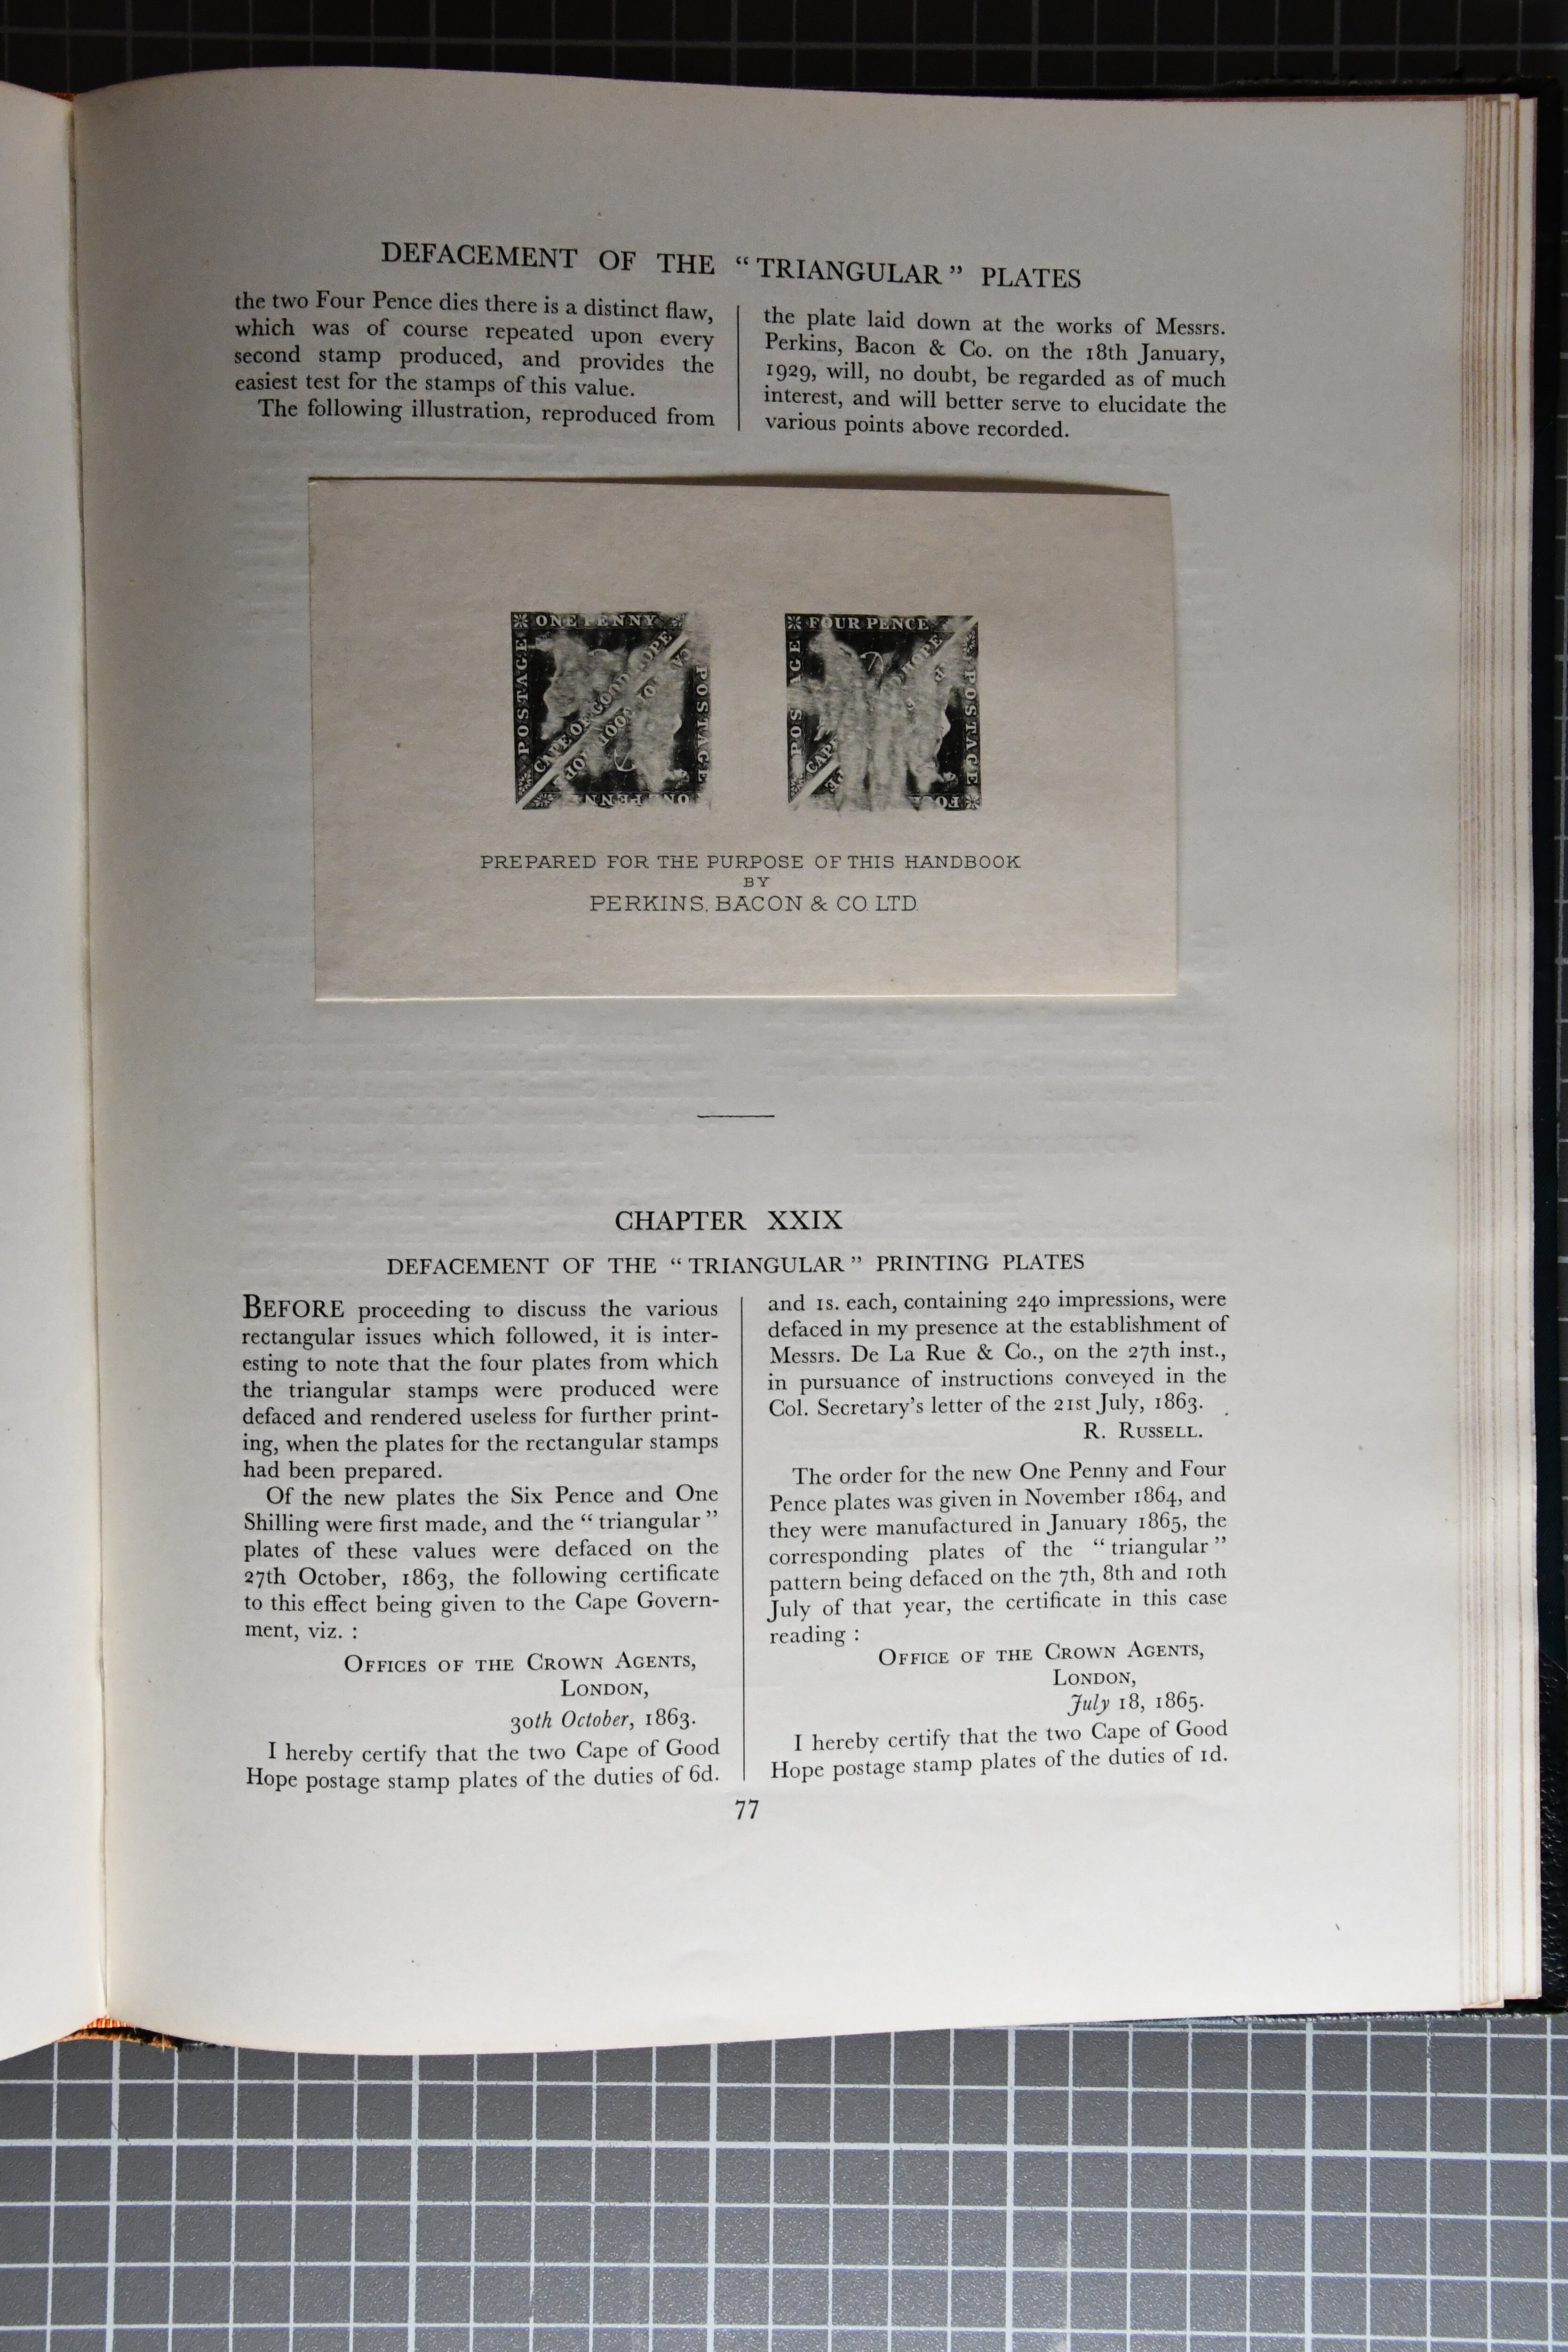 DEFACEMENT OF THE “TRIANGULAR” PLATES
the two Four Pence dies there is a distinct flaw,
which was of course repeated upon every
second stamp produced, and provides the
easiest test for the stamps of this value.
The following illustration, reproduced from
the plate laid down at the works of Messrs.
Perkins, Bacon & Co. on the 18th January,
1929, will, no doubt, be regarded as of much
interest, and will better serve to elucidate the
various points above recorded.
ONE PENNY
POSTAGE
CAPE OF GOOD HOPE
POSTAGE
FOUR PENCE
POSTAGE
PREPARED FOR THE PURPOSE OF THIS HANDBOOK
BY
PERKINS, BACON & CO. LTD.
CHAPTER XXIX
DEFACEMENT OF THE “TRIANGULAR” PRINTING PLATES
BEFORE proceeding to discuss the various
rectangular issues which followed, it is inter-
esting to note that the four plates from which
the triangular stamps were produced were
defaced and rendered useless for further print-
ing, when the plates for the rectangular stamps
had been prepared.
Of the new plates the Six Pence and One
Shilling were first made, and the “triangular”
plates of these values were defaced on the
27th October, 1863, the following certificate
to this effect being given to the Cape Govern-
ment, viz. :
OFFICES OF THE CROWN AGENTS,
LONDON,
30th October, 1863.
I hereby certify that the two Cape of Good
Hope postage stamp plates of the duties of 6d.
and 1s. each, containing 240 impressions, were
defaced in my presence at the establishment of
Messrs. De La Rue & Co., on the 27th inst.,
in pursuance of instructions conveyed in the
Col. Secretary’s letter of the 21st July, 1863.
R. RUSSELL.
The order for the new One Penny and Four
Pence plates was given in November 1864, and
they were manufactured in January 1865, the
corresponding plates of the “triangular”
pattern being defaced on the 7th, 8th and 10th
July of that year, the certificate in this case
reading :
OFFICE OF THE CROWN AGENTS,
LONDON,
July 18, 1865.
I hereby certify that the two Cape of Good
Hope postage stamp plates of the duties of 1d.
77